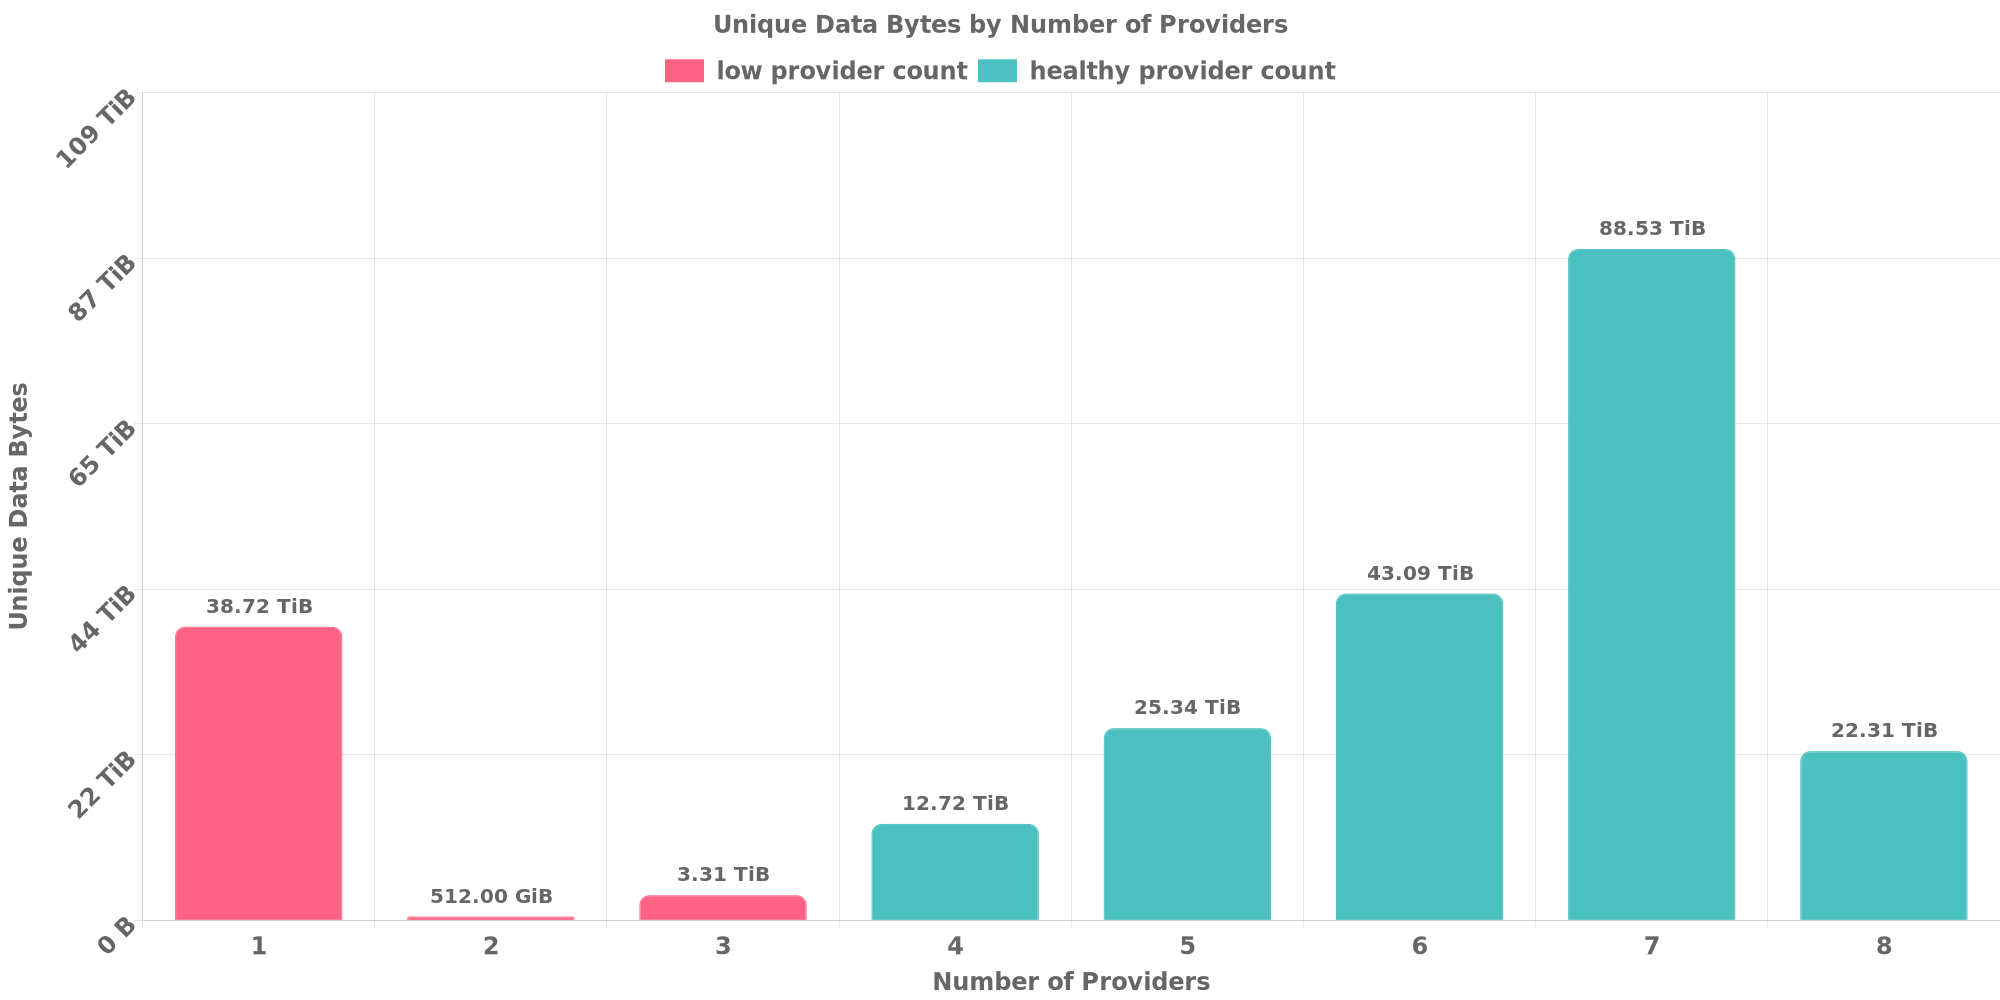 Unique Data Bytes by Number of Providers
low provider count healthy provider count
109 TiB
87 TiB
65 TiB
44 TiB
22 TiB
0 B
Unique Data Bytes
38.72 TiB
512.00 GiB
3.31 TiB
12.72 TiB
25.34 TiB
43.09 TiB
88.53 TiB
22.31 TiB
1 2 3 4 5 6 7 8
Number of Providers